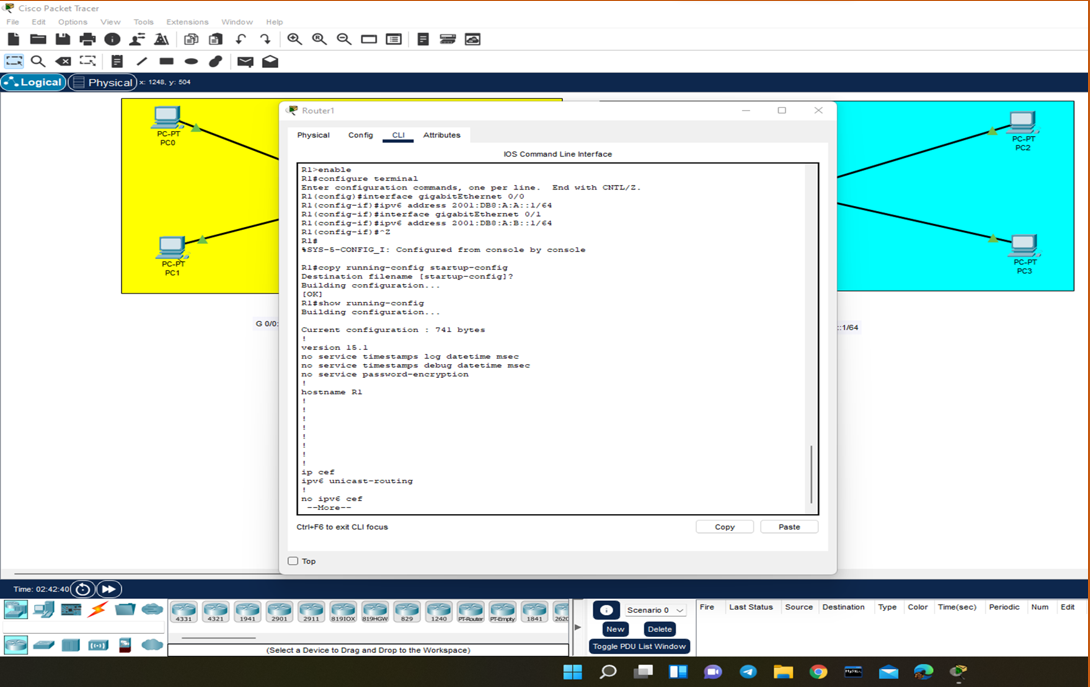 Cisco Packet Tracer
File Edit Options View Tools Extensions Window Help
Logical Physical x: 1248, y: 504
PC-PT
PC0
PC-PT
PC1
G 0/0:
Router1
Physical Config CLI Attributes
IOS Command Line Interface
R1>enable
R1#configure terminal
Enter configuration commands, one per line.  End with CNTL/Z.
R1(config)#interface gigabitEthernet 0/0
R1(config-if)#ipv6 address 2001:DB8:A:A::1/64
R1(config-if)#interface gigabitEthernet 0/1
R1(config-if)#ipv6 address 2001:DB8:A:B::1/64
R1(config-if)#^Z
R1#
%SYS-5-CONFIG_I: Configured from console by console
R1#copy running-config startup-config
Destination filename [startup-config]?
Building configuration...
[OK]
R1#show running-config
Building configuration...
Current configuration : 741 bytes
!
version 15.1
no service timestamps log datetime msec
no service timestamps debug datetime msec
no service password-encryption
!
hostname R1
!
!
!
!
!
!
!
!
ip cef
ipv6 unicast-routing
!
no ipv6 cef
--More--
Ctrl+F6 to exit CLI focus
Copy Paste
Top
PC-PT
PC2
PC-PT
PC3
:1/64
Time: 02:42:40
4331 4321 1941 2901 2911 819IOX 819HGW 829 1240 PT-Router PT-Empty 1841 2620
(Select a Device to Drag and Drop to the Workspace)
Scenario 0
New Delete
Toggle PDU List Window
Fire Last Status Source Destination Type Color Time(sec) Periodic Num Edit